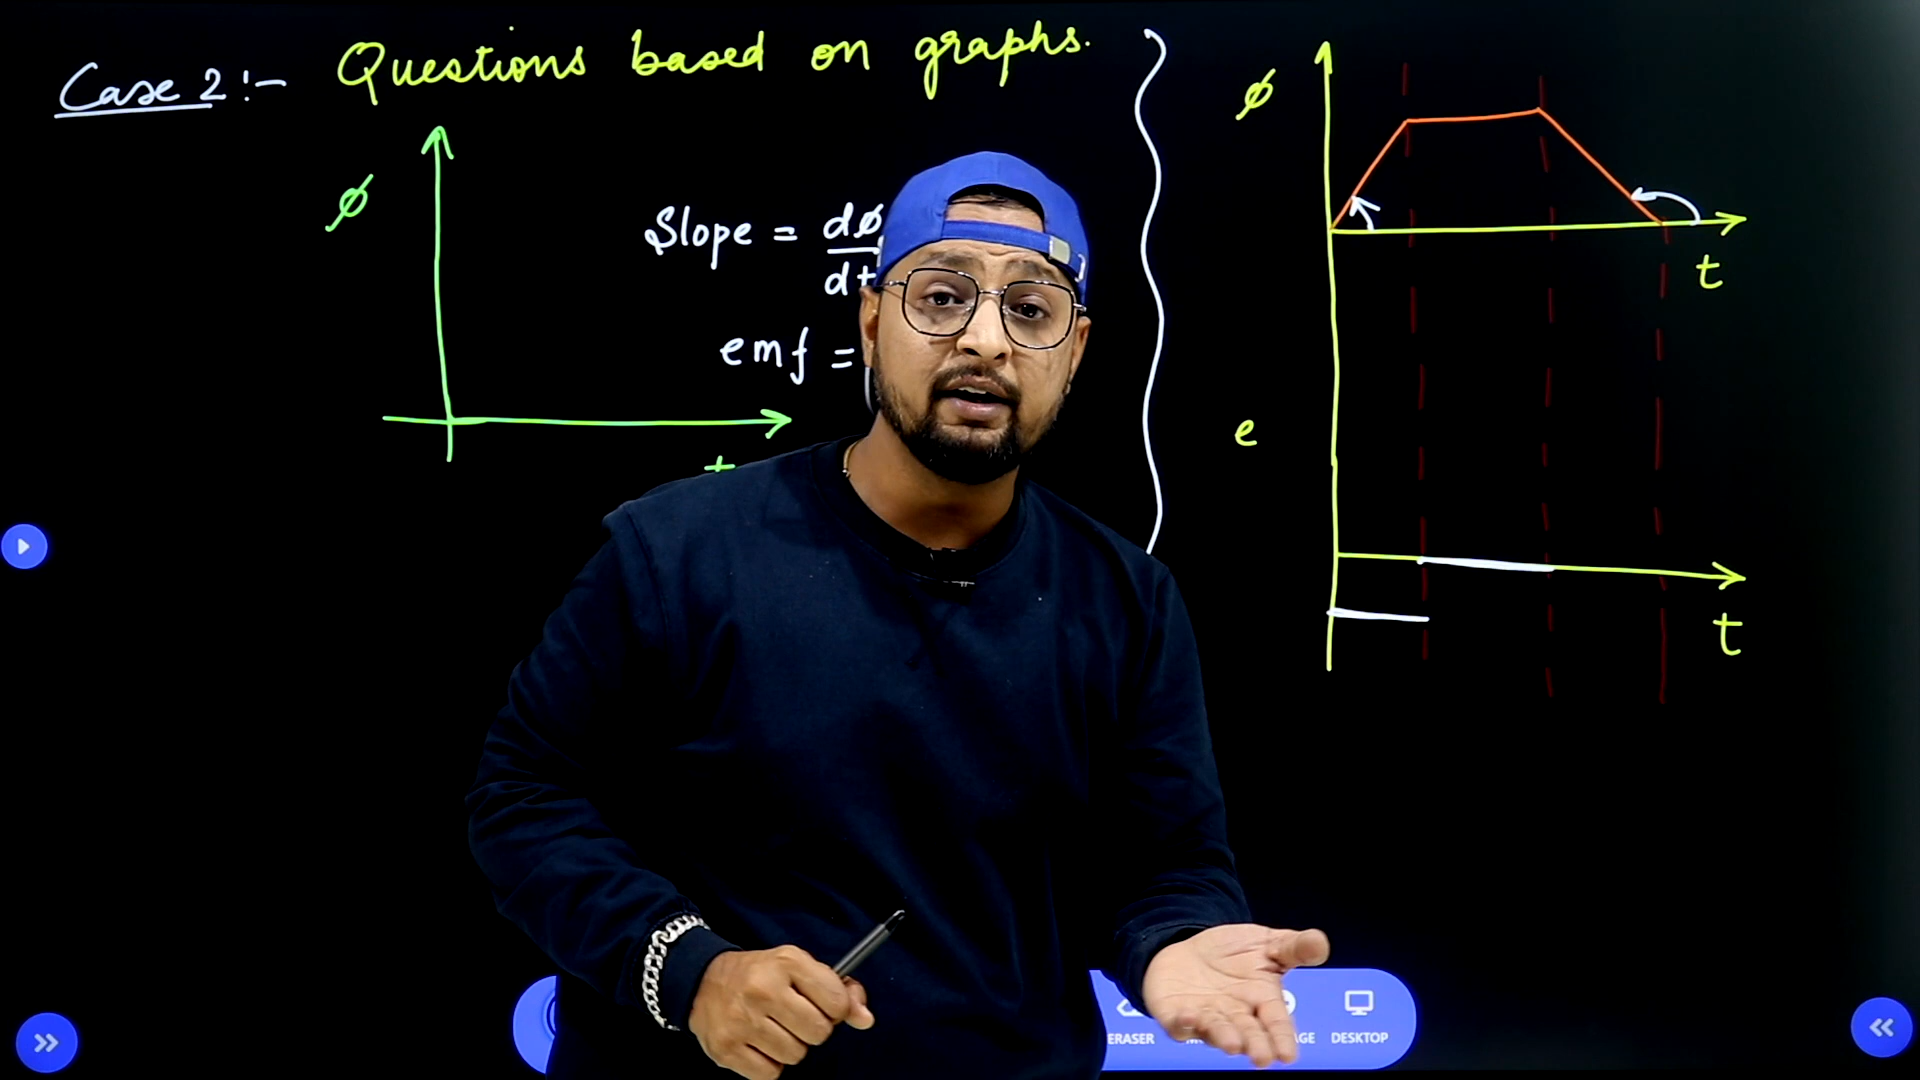 Case 2 :- Questions based on graphs.
ϕ
Slope = dϕ
dt
emf =
t
ϕ
t
e
t
ERASER
DESKTOP